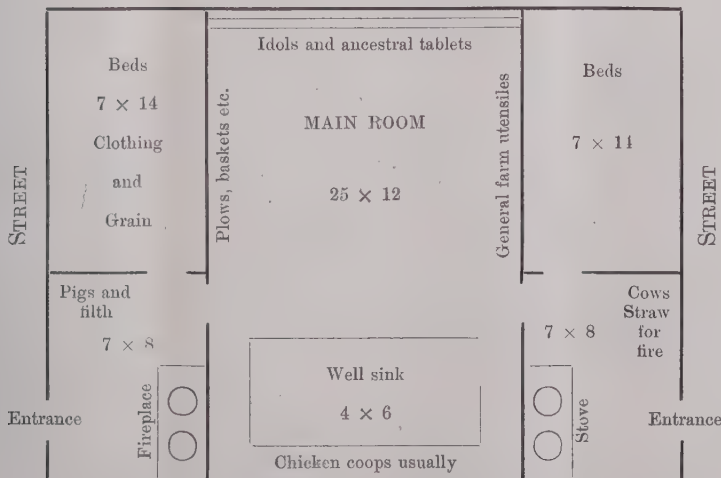 Idols and ancestral tablets
Beds
7 × 14
Clothing
and
Grain
STREET
Plows, baskets etc.
MAIN ROOM
25 × 12
General farm utensiles
Beds
7 × 14
STREET
Pigs and
filth
7 × 8
Cows
Straw
for
fire
7 × 8
Entrance
Fireplace
Well sink
4 × 6
Stove
Entrance
Chicken coops usually